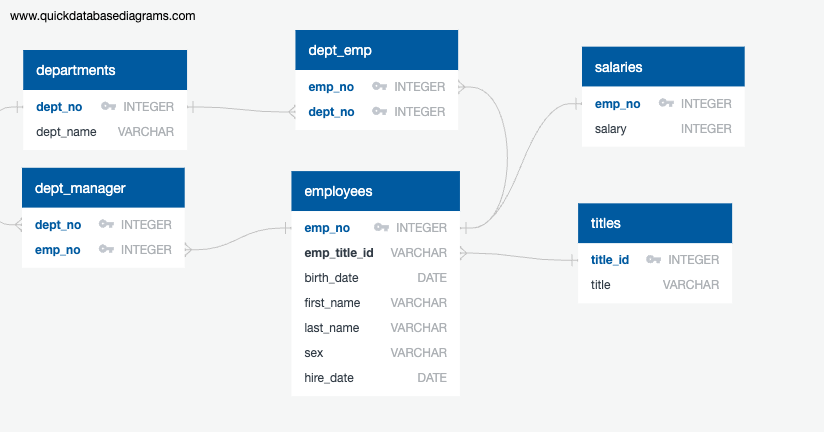 www.quickdatabasediagrams.com
departments
dept_no INTEGER
dept_name VARCHAR
dept_emp
emp_no INTEGER
dept_no INTEGER
salaries
emp_no INTEGER
salary INTEGER
dept_manager
dept_no INTEGER
emp_no INTEGER
employees
emp_no INTEGER
emp_title_id VARCHAR
birth_date DATE
first_name VARCHAR
last_name VARCHAR
sex VARCHAR
hire_date DATE
titles
title_id INTEGER
title VARCHAR